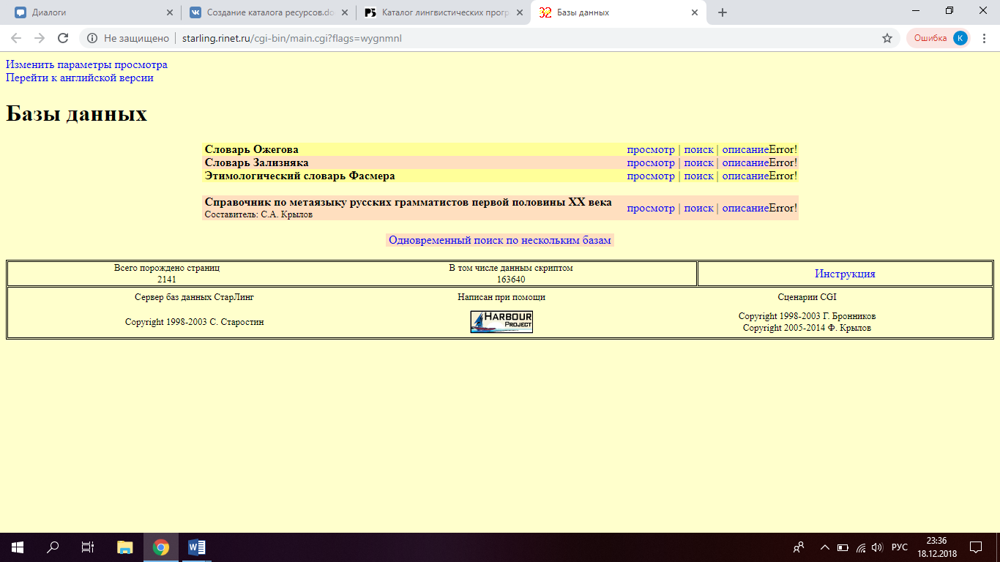 Диалоги
Создание каталога ресурсов.do
Каталог лингвистических прогр
Базы данных
Не защищено
starling.rinet.ru/cgi-bin/main.cgi?flags=wygnmnl
Ошибка
К
Изменить параметры просмотра
Перейти к английской версии
Базы данных
Словарь Ожегова просмотр | поиск | описаниеError!
Словарь Зализняка просмотр | поиск | описаниеError!
Этимологический словарь Фасмера просмотр | поиск | описаниеError!
Справочник по метаязыку русских грамматистов первой половины XX века
Составитель: С.А. Крылов
просмотр | поиск | описаниеError!
Одновременный поиск по нескольким базам
Всего порождено страниц
2141
В том числе данным скриптом
163640
Инструкция
Сервер баз данных СтарЛинг
Copyright 1998-2003 С. Старостин
Написан при помощи
HARBOUR
PROJECT
Сценарии CGI
Copyright 1998-2003 Г. Бронников
Copyright 2005-2014 Ф. Крылов
РУС
23:36
18.12.2018